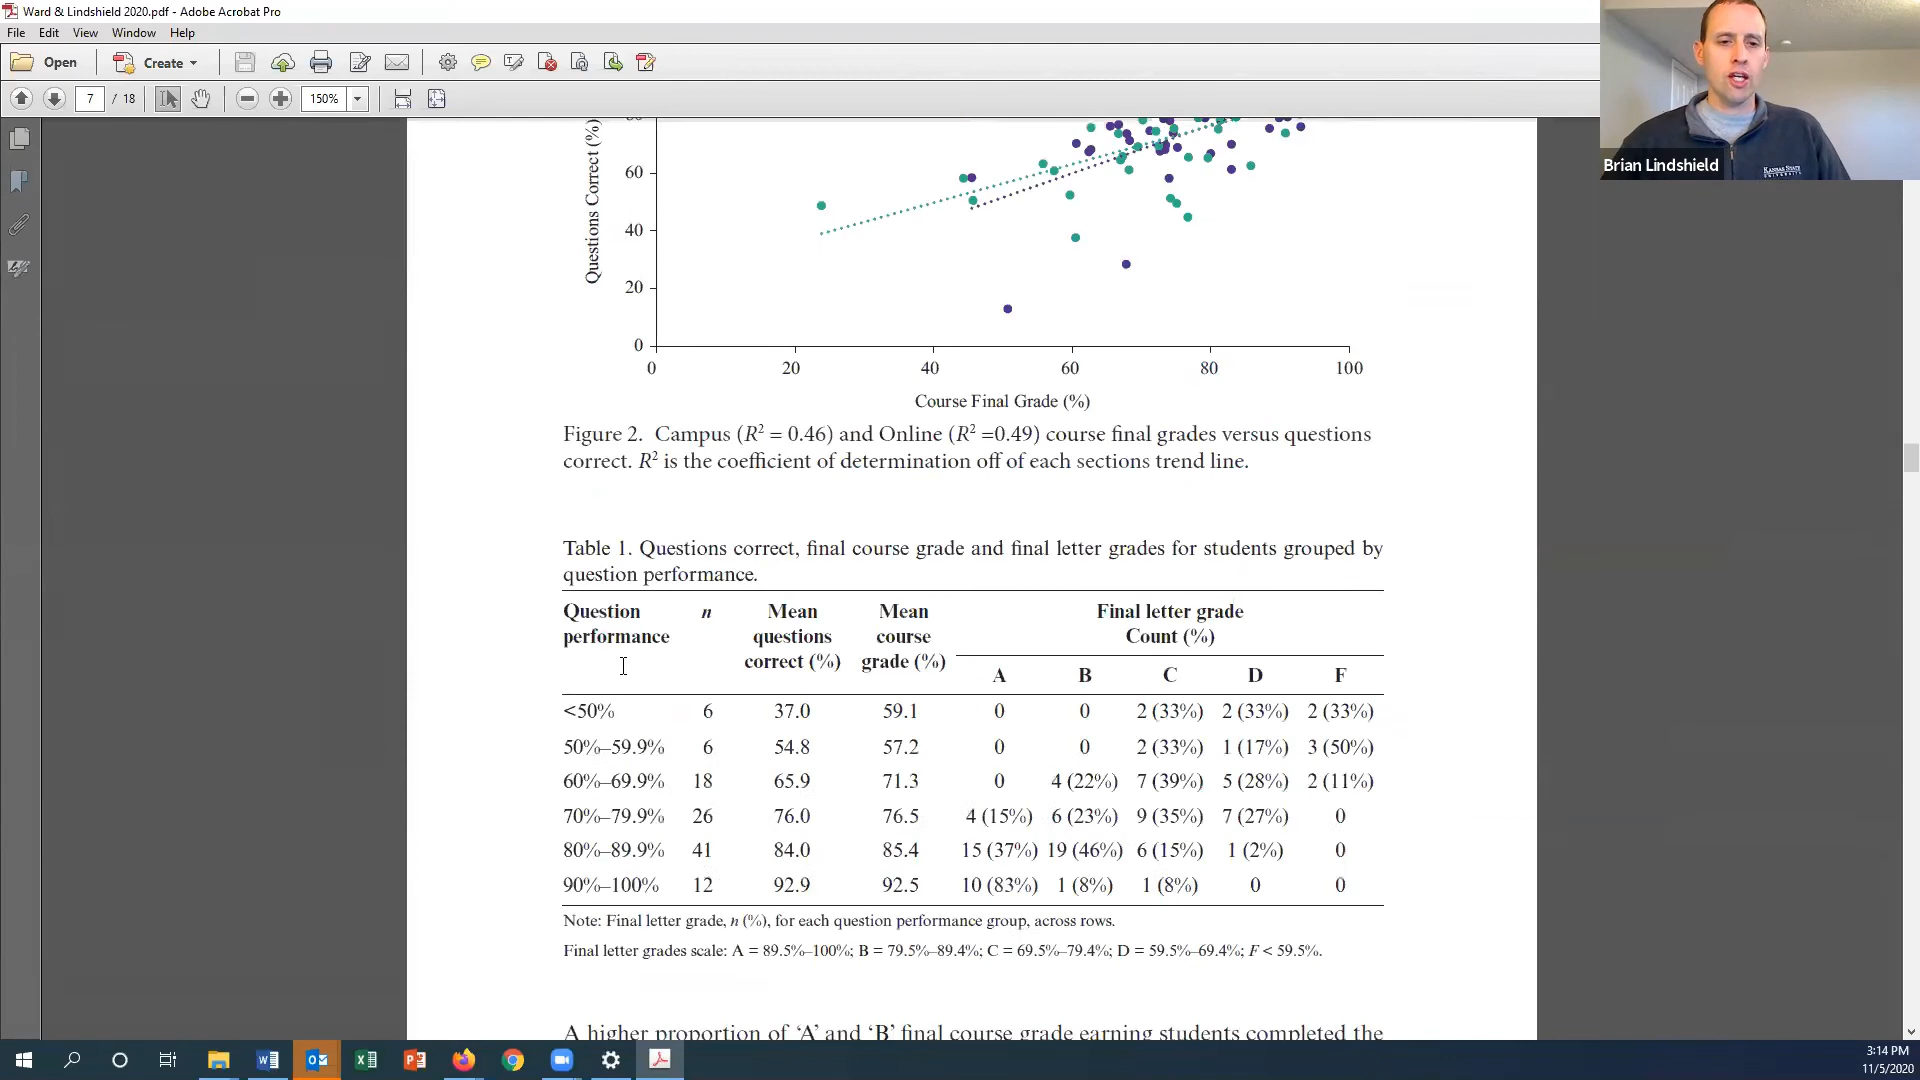 Ward & Lindshield 2020.pdf - Adobe Acrobat Pro
File Edit View Window Help
Open Create
7 / 18 150%
Brian Lindshield
KANSAS STATE
UNIVERSITY
Questions Correct (%)
60
40
20
0
0 20 40 60 80 100
Course Final Grade (%)
Figure 2. Campus (R² = 0.46) and Online (R² =0.49) course final grades versus questions
correct. R² is the coefficient of determination off of each sections trend line.
Table 1. Questions correct, final course grade and final letter grades for students grouped by
question performance.
Question n Mean Mean Final letter grade
performance questions course Count (%)
correct (%) grade (%)
A B C D F
<50% 6 37.0 59.1 0 0 2 (33%) 2 (33%) 2 (33%)
50%–59.9% 6 54.8 57.2 0 0 2 (33%) 1 (17%) 3 (50%)
60%–69.9% 18 65.9 71.3 0 4 (22%) 7 (39%) 5 (28%) 2 (11%)
70%–79.9% 26 76.0 76.5 4 (15%) 6 (23%) 9 (35%) 7 (27%) 0
80%–89.9% 41 84.0 85.4 15 (37%) 19 (46%) 6 (15%) 1 (2%) 0
90%–100% 12 92.9 92.5 10 (83%) 1 (8%) 1 (8%) 0 0
Note: Final letter grade, n (%), for each question performance group, across rows.
Final letter grades scale: A = 89.5%–100%; B = 79.5%–89.4%; C = 69.5%–79.4%; D = 59.5%–69.4%; F < 59.5%.
A higher proportion of ‘A’ and ‘B’ final course grade earning students completed the
3:14 PM
11/5/2020